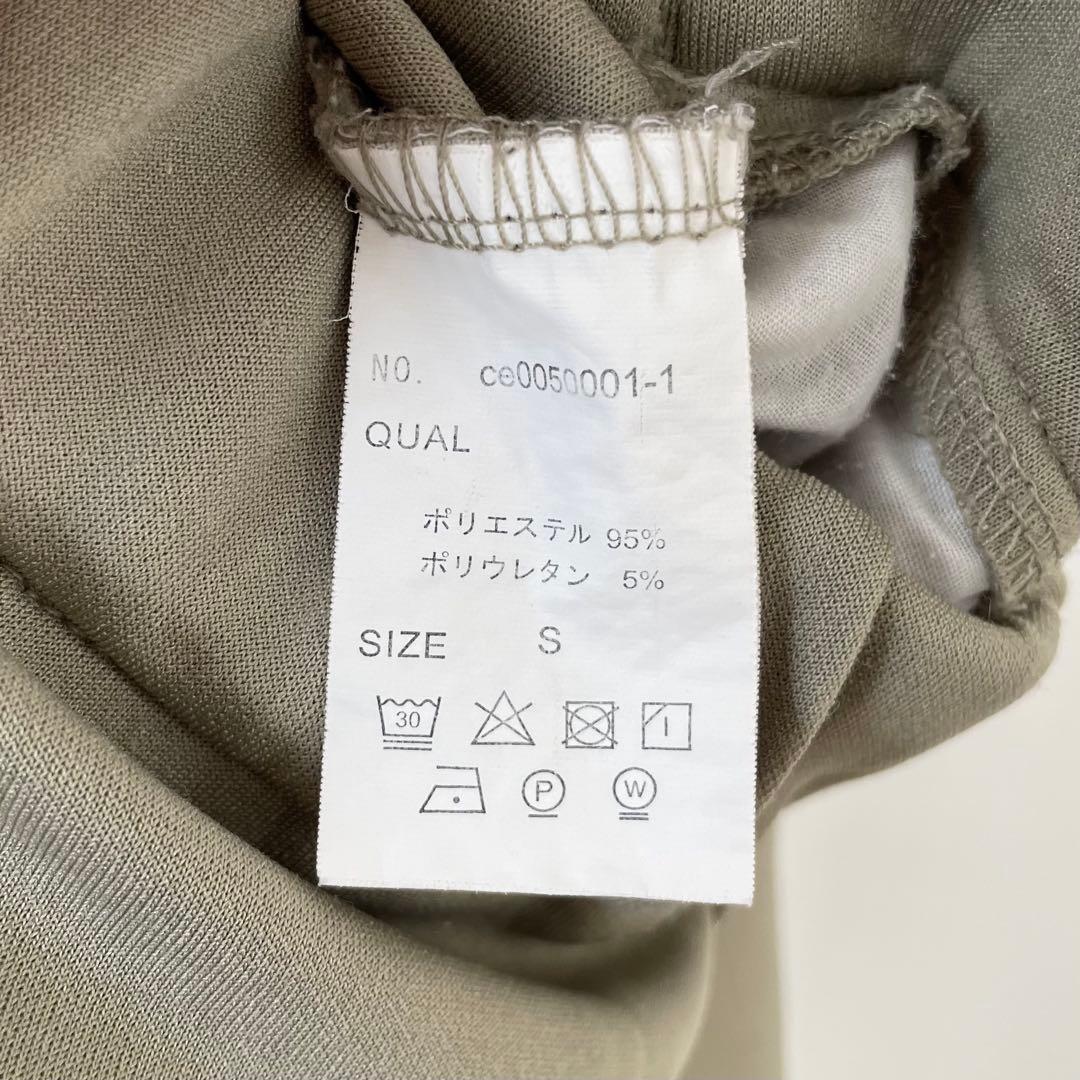 NO. ce0050001-1
QUAL
ポリエステル 95%
ポリウレタン 5%
SIZE S
30
P W